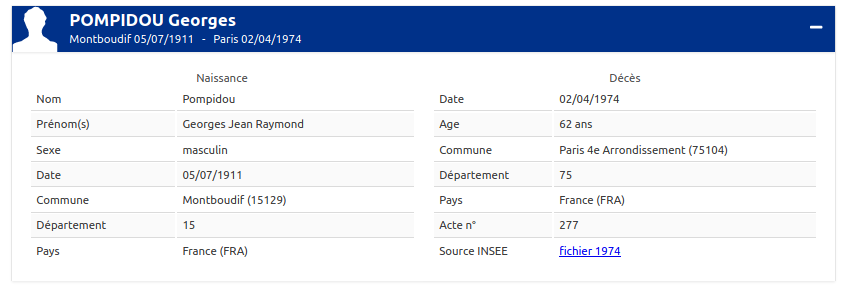 POMPIDOU Georges
Montboudif 05/07/1911 - Paris 02/04/1974
Naissance
Nom Pompidou
Prénom(s) Georges Jean Raymond
Sexe masculin
Date 05/07/1911
Commune Montboudif (15129)
Département 15
Pays France (FRA)
Décès
Date 02/04/1974
Age 62 ans
Commune Paris 4e Arrondissement (75104)
Département 75
Pays France (FRA)
Acte n° 277
Source INSEE fichier 1974